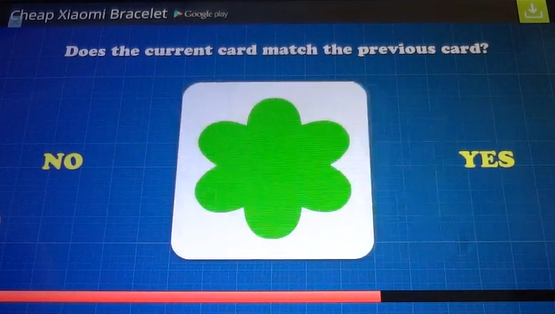 Cheap Xiaomi Bracelet Google play
Does the current card match the previous card?
NO
YES